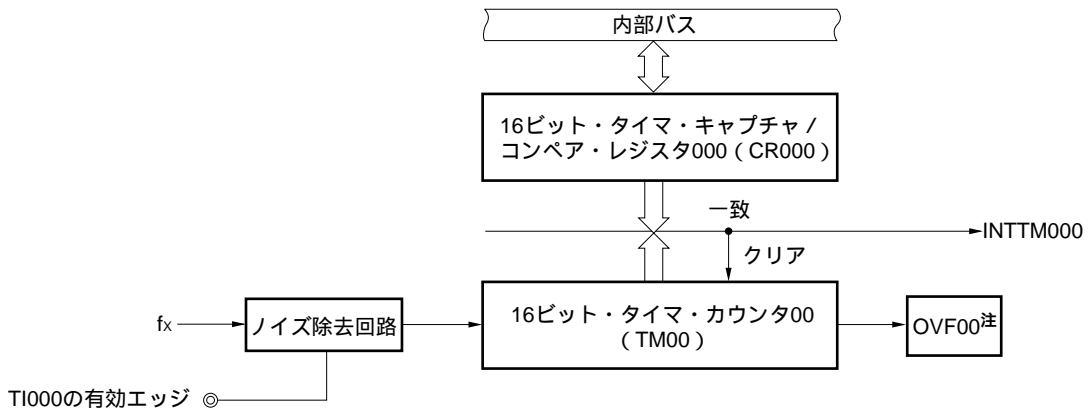 内部バス
16ビット・タイマ・キャプチャ /
コンペア・レジスタ000（CR000）
一致
INTTM000
クリア
fx
ノイズ除去回路
16ビット・タイマ・カウンタ00
（TM00）
OVF00注
TI000の有効エッジ